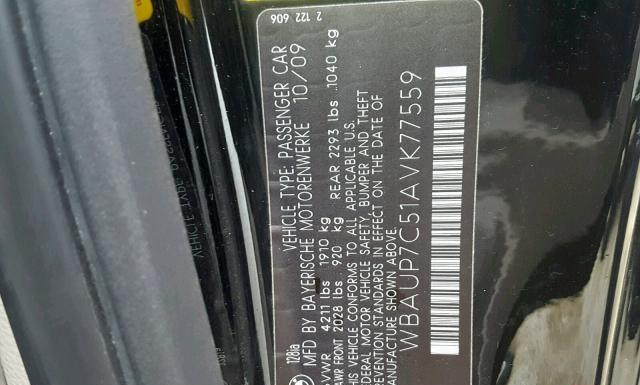 2 122 606
VEHICLE TYPE: PASSENGER CAR
MFD BY BAYERISCHE MOTORENWERKE 10/09
128ia
GVWR 4211 lbs 1910 kg
GAWR FRONT 2028 lbs 920 kg REAR 2293 lbs 1040 kg
THIS VEHICLE CONFORMS TO ALL APPLICABLE U.S.
FEDERAL MOTOR VEHICLE SAFETY, BUMPER AND THEFT
PREVENTION STANDARDS IN EFFECT ON THE DATE OF
MANUFACTURE SHOWN ABOVE.
WBAUP7C51AVK77559